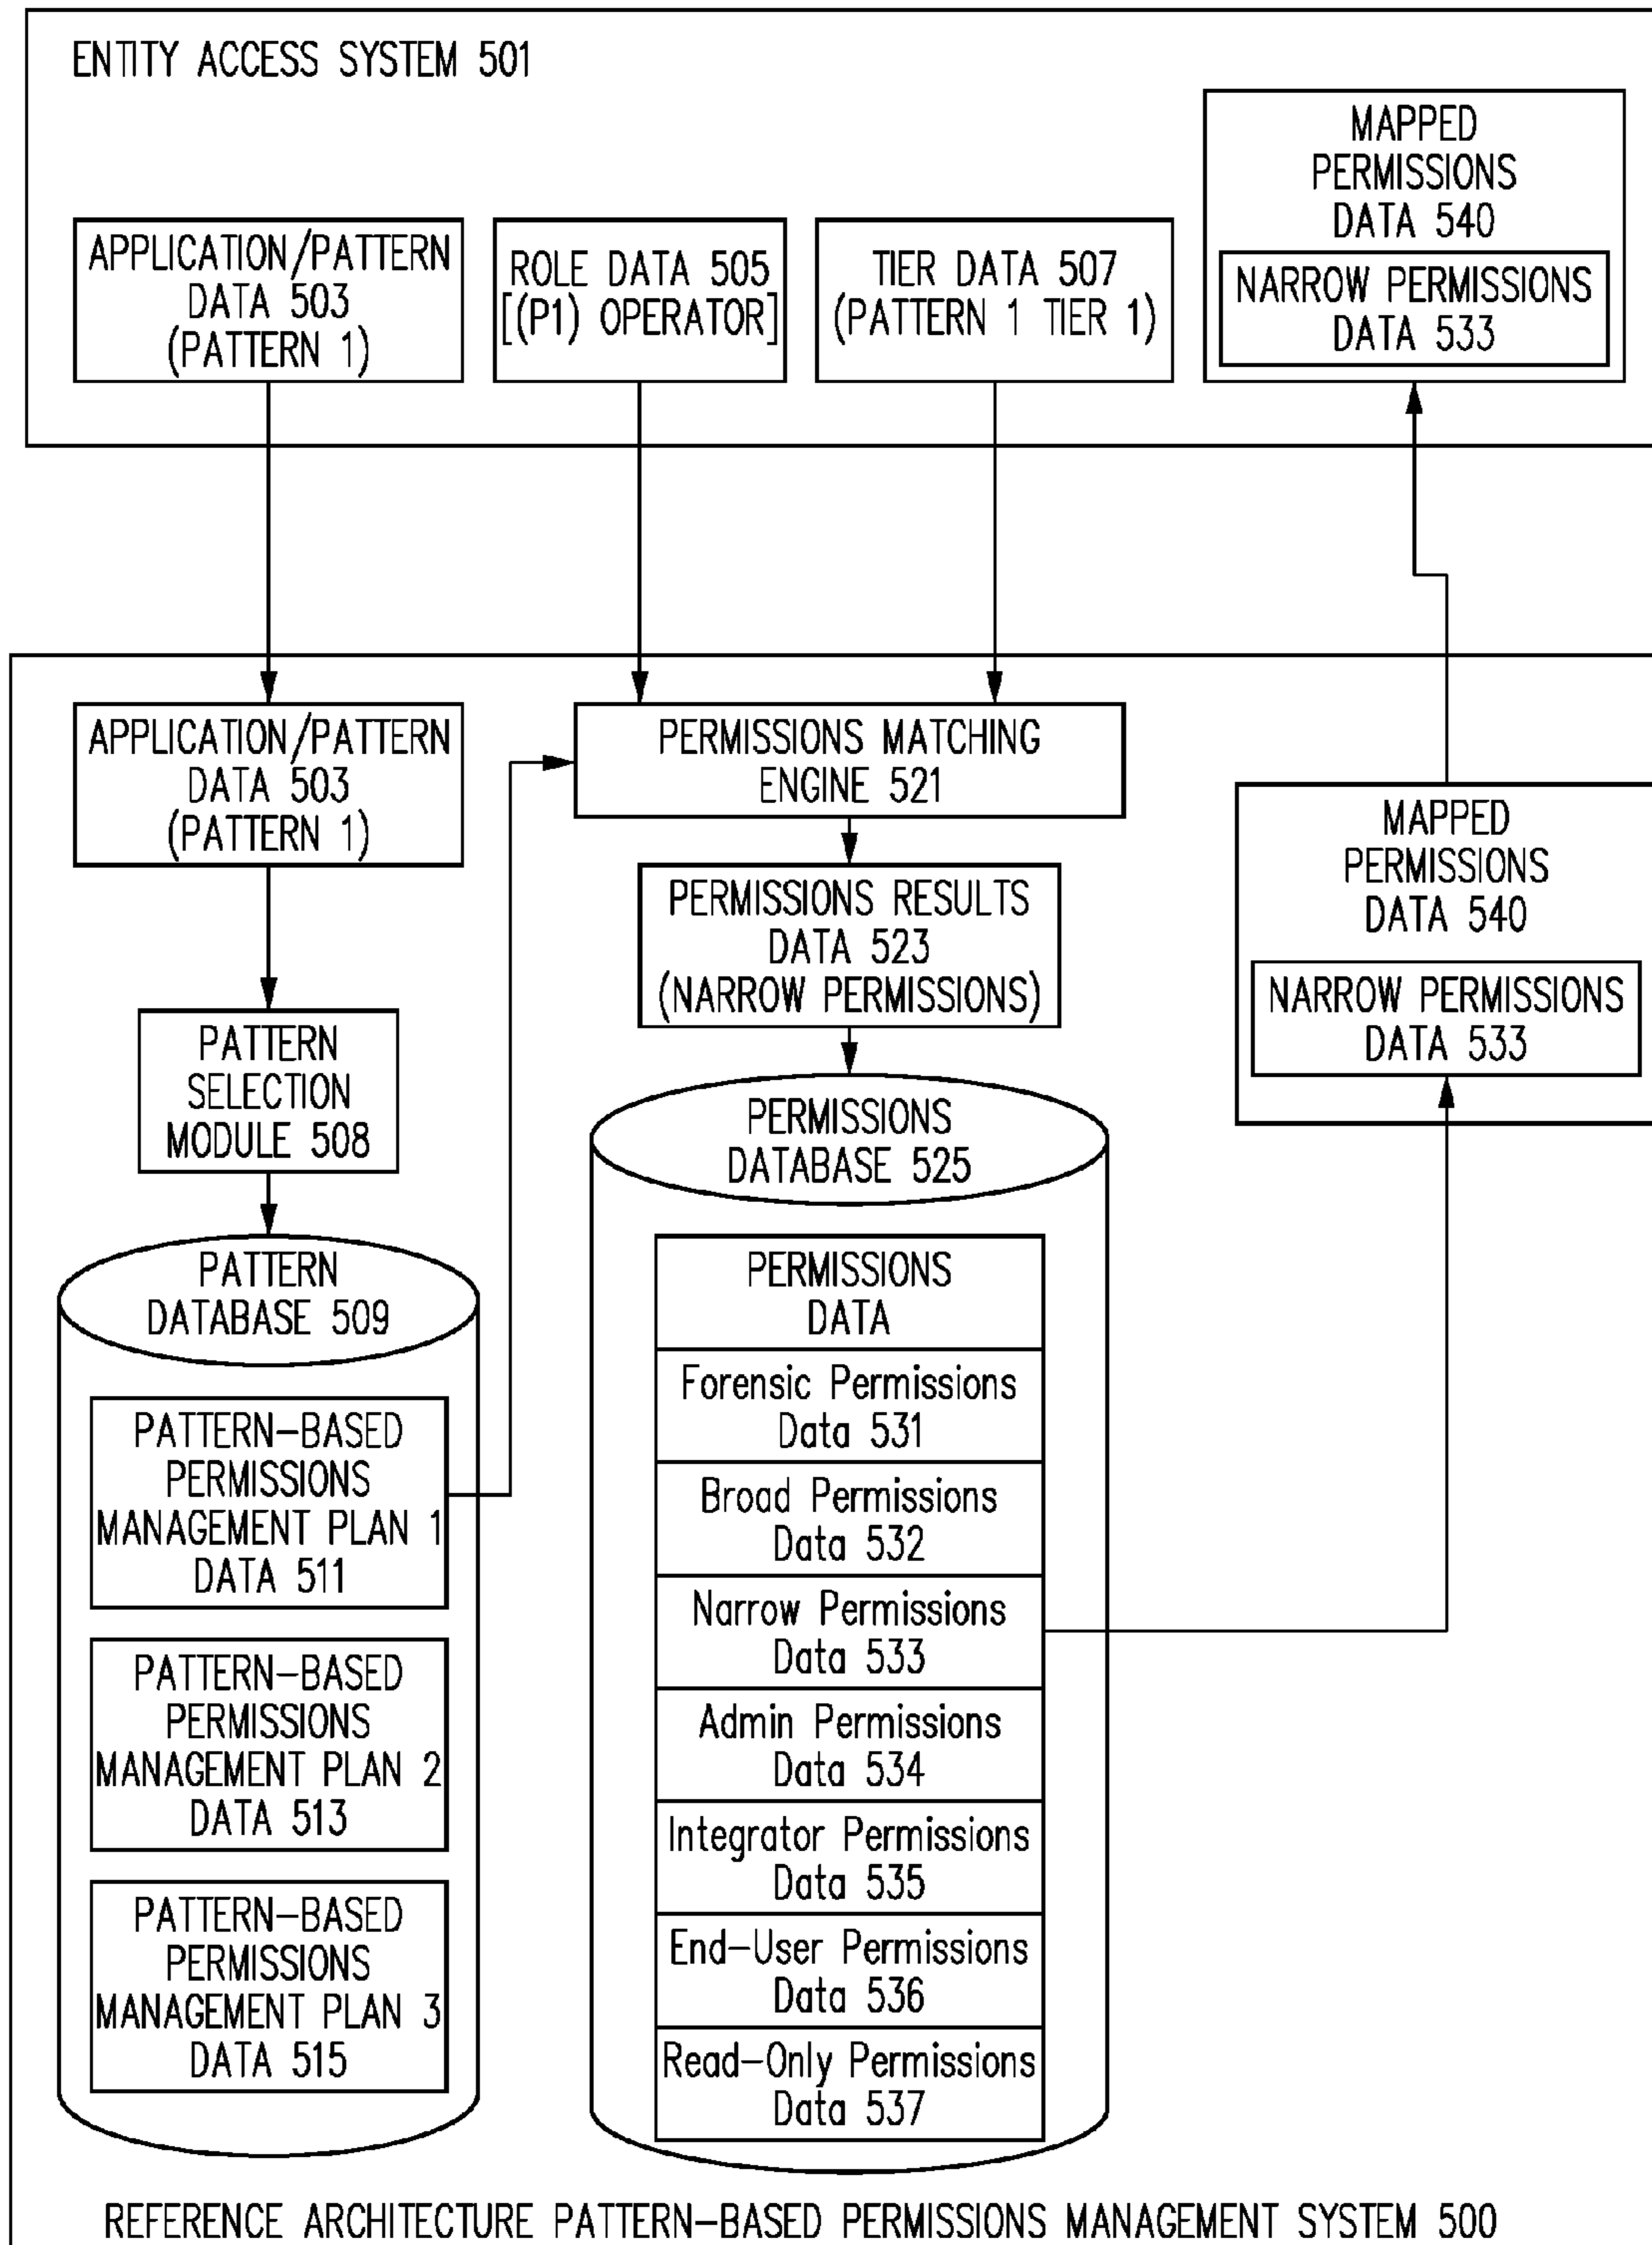 ENTITY ACCESS SYSTEM 501
APPLICATION/PATTERN
DATA 503
(PATTERN 1)
ROLE DATA 505
[(P1) OPERATOR]
TIER DATA 507
(PATTERN 1 TIER 1)
MAPPED
PERMISSIONS
DATA 540
NARROW PERMISSIONS
DATA 533
APPLICATION/PATTERN
DATA 503
(PATTERN 1)
PATTERN
SELECTION
MODULE 508
PATTERN
DATABASE 509
PATTERN-BASED
PERMISSIONS
MANAGEMENT PLAN 1
DATA 511
PATTERN-BASED
PERMISSIONS
MANAGEMENT PLAN 2
DATA 513
PATTERN-BASED
PERMISSIONS
MANAGEMENT PLAN 3
DATA 515
PERMISSIONS MATCHING
ENGINE 521
PERMISSIONS RESULTS
DATA 523
(NARROW PERMISSIONS)
PERMISSIONS
DATABASE 525
PERMISSIONS
DATA
Forensic Permissions
Data 531
Broad Permissions
Data 532
Narrow Permissions
Data 533
Admin Permissions
Data 534
Integrator Permissions
Data 535
End-User Permissions
Data 536
Read-Only Permissions
Data 537
MAPPED
PERMISSIONS
DATA 540
NARROW PERMISSIONS
DATA 533
REFERENCE ARCHITECTURE PATTERN-BASED PERMISSIONS MANAGEMENT SYSTEM 500